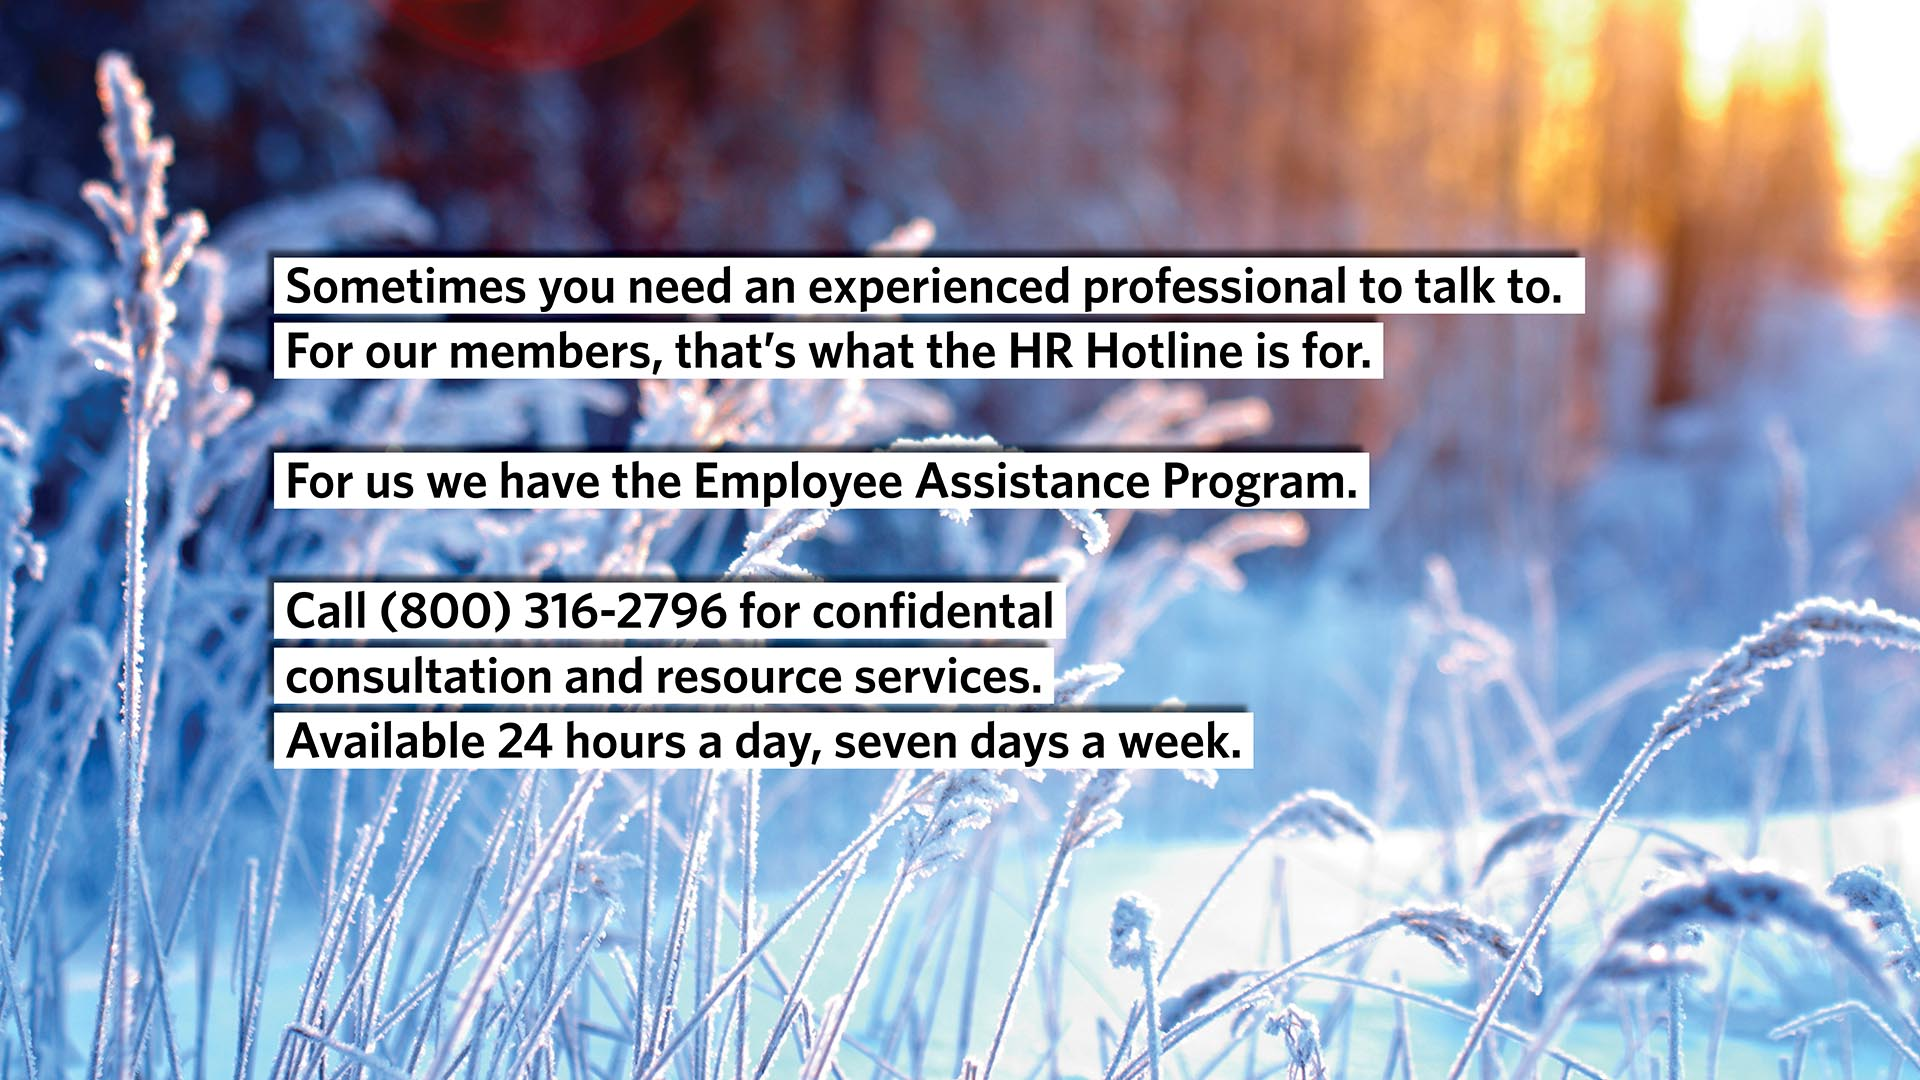 Sometimes you need an experienced professional to talk to.
For our members, that’s what the HR Hotline is for.
For us we have the Employee Assistance Program.
Call (800) 316-2796 for confidental
consultation and resource services.
Available 24 hours a day, seven days a week.